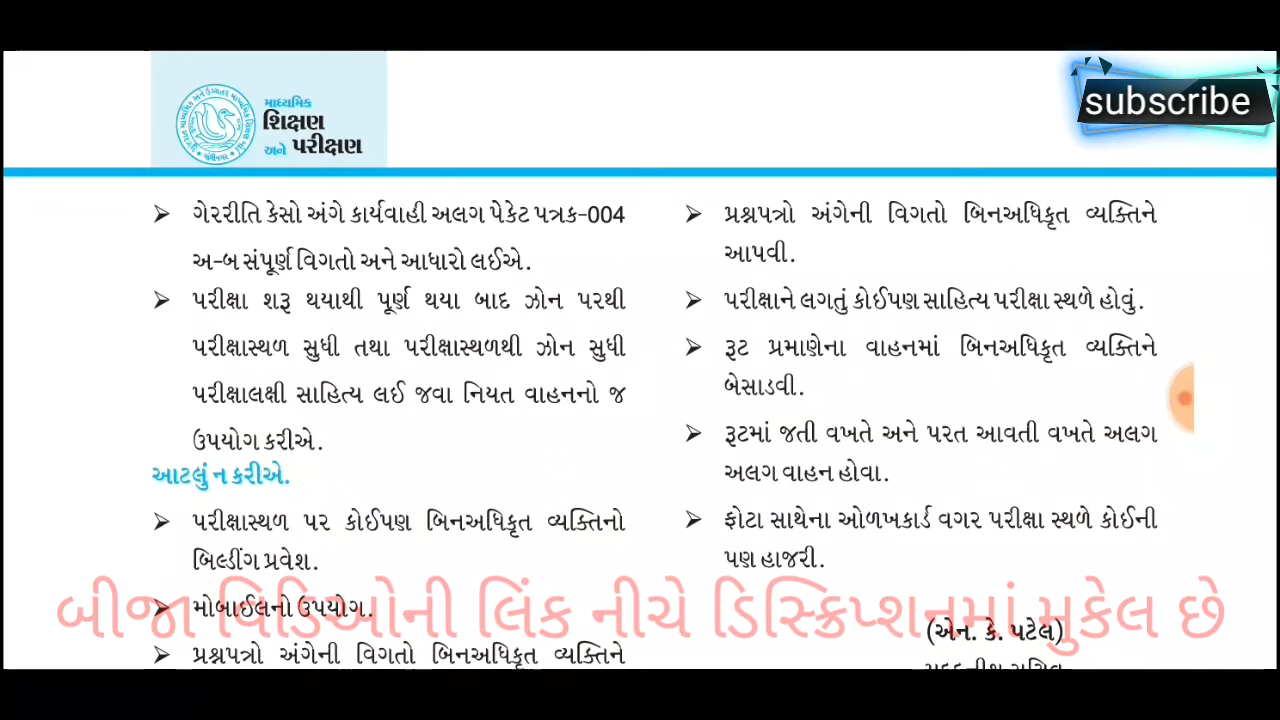 subscribe
માધ્યમિક
શિક્ષણ
અને પરીક્ષણ
ગેરરીતિ કેસો અંગે કાર્યવાહી અલગ પેકેટ પત્રક-004
અ-બ સંપૂર્ણ વિગતો અને આધારો લઈએ.
પરીક્ષા શરૂ થયાથી પૂર્ણ થયા બાદ ઝોન પરથી
પરીક્ષાસ્થળ સુધી તથા પરીક્ષાસ્થળથી ઝોન સુધી
પરીક્ષાલક્ષી સાહિત્ય લઈ જવા નિયત વાહનનો જ
ઉપયોગ કરીએ.
આટલું ન કરીએ.
પરીક્ષાસ્થળ પર કોઈપણ બિનઅધિકૃત વ્યક્તિનો
બિલ્ડીંગ પ્રવેશ.
મોબાઈલનો ઉપયોગ.
પ્રશ્નપત્રો અંગેની વિગતો બિનઅધિકૃત વ્યક્તિને
પ્રશ્નપત્રો અંગેની વિગતો બિનઅધિકૃત વ્યક્તિને
આપવી.
પરીક્ષાને લગતું કોઈપણ સાહિત્ય પરીક્ષા સ્થળે હોવું.
રૂટ પ્રમાણેના વાહનમાં બિનઅધિકૃત વ્યક્તિને
બેસાડવી.
રૂટમાં જતી વખતે અને પરત આવતી વખતે અલગ
અલગ વાહન હોવા.
ફોટા સાથેના ઓળખકાર્ડ વગર પરીક્ષા સ્થળે કોઈની
પણ હાજરી.
(એન. કે. પટેલ)
બીજા વિડિઓની લિંક નીચે ડિસ્ક્રિપ્શનમાં મુકેલ છે